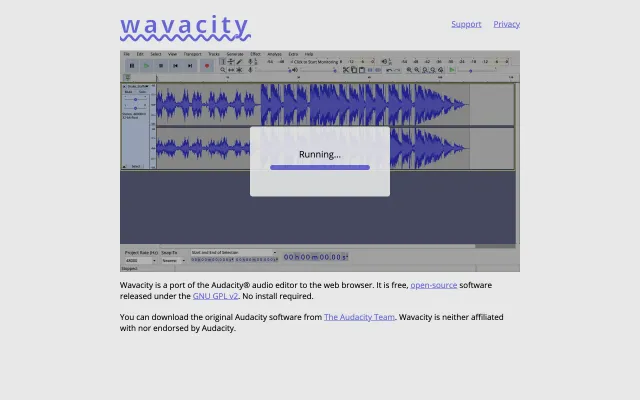 wavacity
Support Privacy
File Edit Select View Transport Tracks Generate Effect Analyze Extra Help
Click to Start Monitoring
Mute Solo
Select
Running...
Project Rate (Hz) Snap-To Start and End of Selection
48000
00 h 00 m 00.00 s
Stopped.
Wavacity is a port of the Audacity® audio editor to the web browser. It is free, open-source software
released under the GNU GPL v2. No install required.
You can download the original Audacity software from The Audacity Team. Wavacity is neither affiliated
with nor endorsed by Audacity.